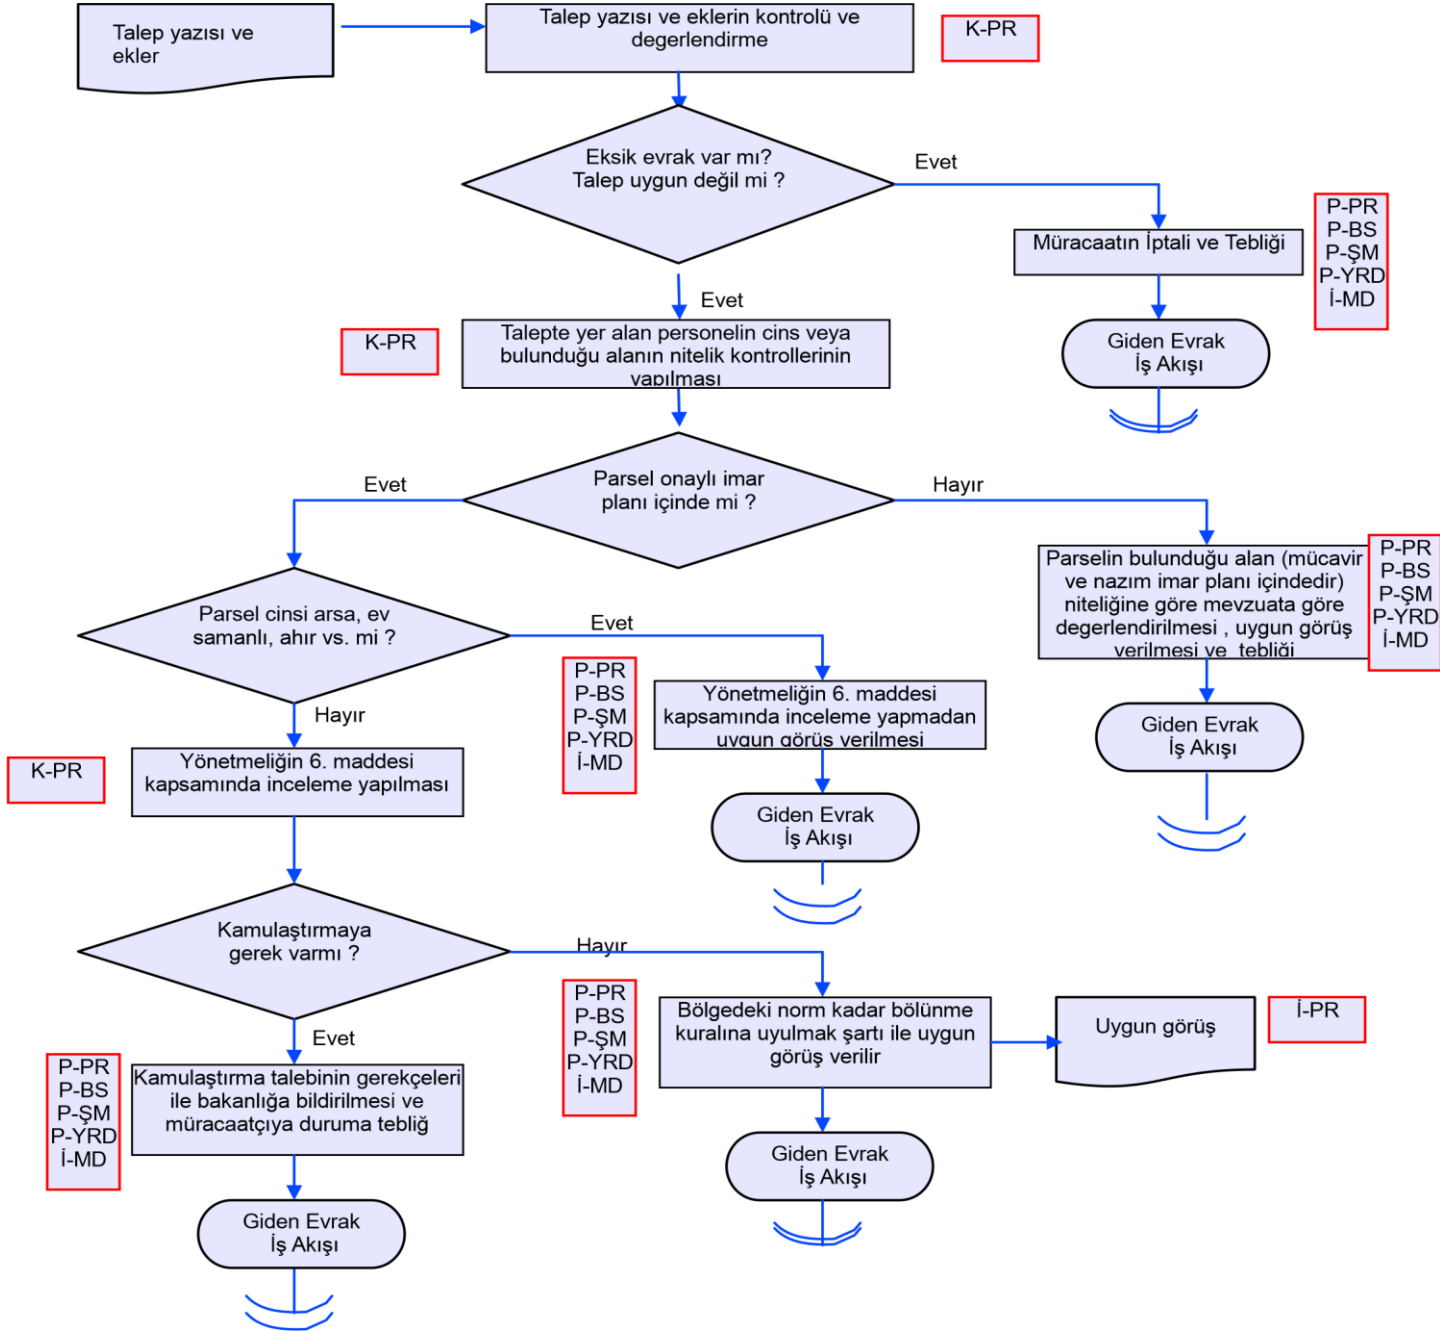 Talep yazısı ve
ekler
Talep yazısı ve eklerin kontrolü ve
degerlendirme
K-PR
Eksik evrak var mı?
Talep uygun değil mi ?
Evet
Müracaatın İptali ve Tebliği
P-PR
P-BS
P-ŞM
P-YRD
İ-MD
Giden Evrak
İş Akışı
Evet
K-PR
Talepte yer alan personelin cins veya
bulunduğu alanın nitelik kontrollerinin
yapılması
Parsel onaylı imar
planı içinde mi ?
Evet
Hayır
Parselin bulunduğu alan (mücavir
ve nazım imar planı içindedir)
niteliğine göre mevzuata göre
degerlendirilmesi , uygun görüş
verilmesi ve  tebliği
P-PR
P-BS
P-ŞM
P-YRD
İ-MD
Giden Evrak
İş Akışı
Parsel cinsi arsa, ev
samanlı, ahır vs. mi ?
Evet
P-PR
P-BS
P-ŞM
P-YRD
İ-MD
Yönetmeliğin 6. maddesi
kapsamında inceleme yapmadan
uygun görüş verilmesi
Giden Evrak
İş Akışı
Hayır
K-PR
Yönetmeliğin 6. maddesi
kapsamında inceleme yapılması
Kamulaştırmaya
gerek varmı ?
Hayır
P-PR
P-BS
P-ŞM
P-YRD
İ-MD
Bölgedeki norm kadar bölünme
kuralına uyulmak şartı ile uygun
görüş verilir
Uygun görüş
İ-PR
Giden Evrak
İş Akışı
Evet
P-PR
P-BS
P-ŞM
P-YRD
İ-MD
Kamulaştırma talebinin gerekçeleri
ile bakanlığa bildirilmesi ve
müracaatçıya duruma tebliğ
Giden Evrak
İş Akışı